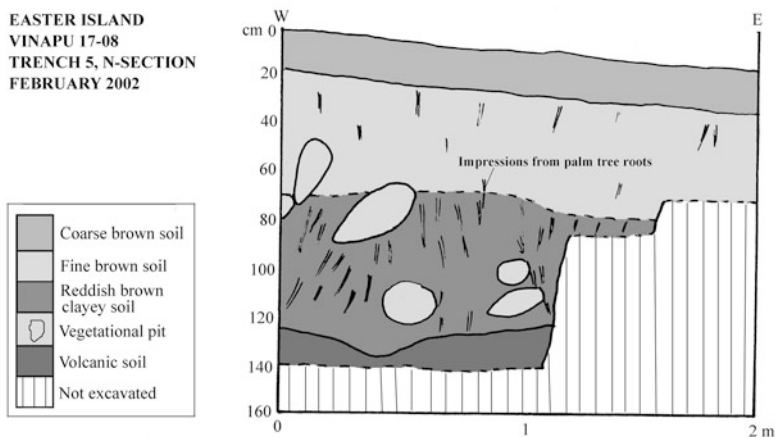 EASTER ISLAND
VINAPU 17-08
TRENCH 5, N-SECTION
FEBRUARY 2002
W
E
cm 0
20
40
60
80
100
120
140
160
Impressions from palm tree roots
0
1
2 m
Coarse brown soil
Fine brown soil
Reddish brown
clayey soil
Vegetational pit
Volcanic soil
Not excavated